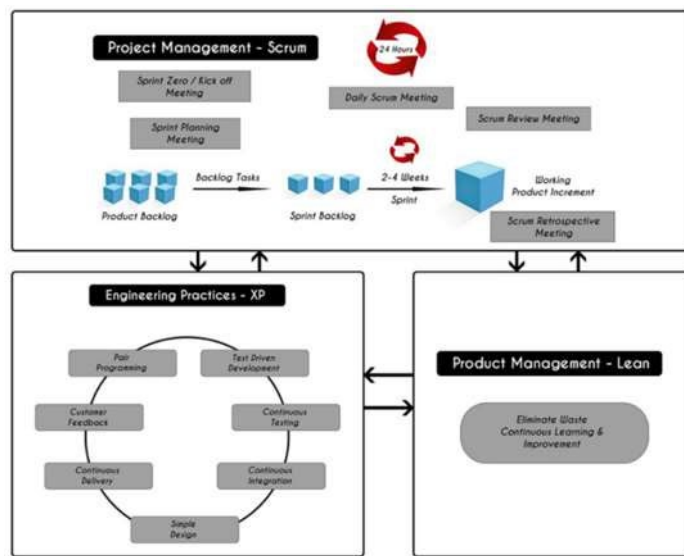 Project Management - Scrum
24 Hours
Sprint Zero / Kick off
Meeting
Daily Scrum Meeting
Scrum Review Meeting
Sprint Planning
Meeting
Backlog Tasks
2-4 Weeks
Working
Product Increment
Product Backlog
Sprint Backlog
Sprint
Scrum Retrospective
Meeting
Engineering Practices - XP
Pair
Programming
Test Driven
Development
Customer
Feedback
Continuous
Testing
Continuous
Delivery
Continuous
Integration
Simple
Design
Product Management - Lean
Eliminate Waste
Continuous Learning &
Improvement